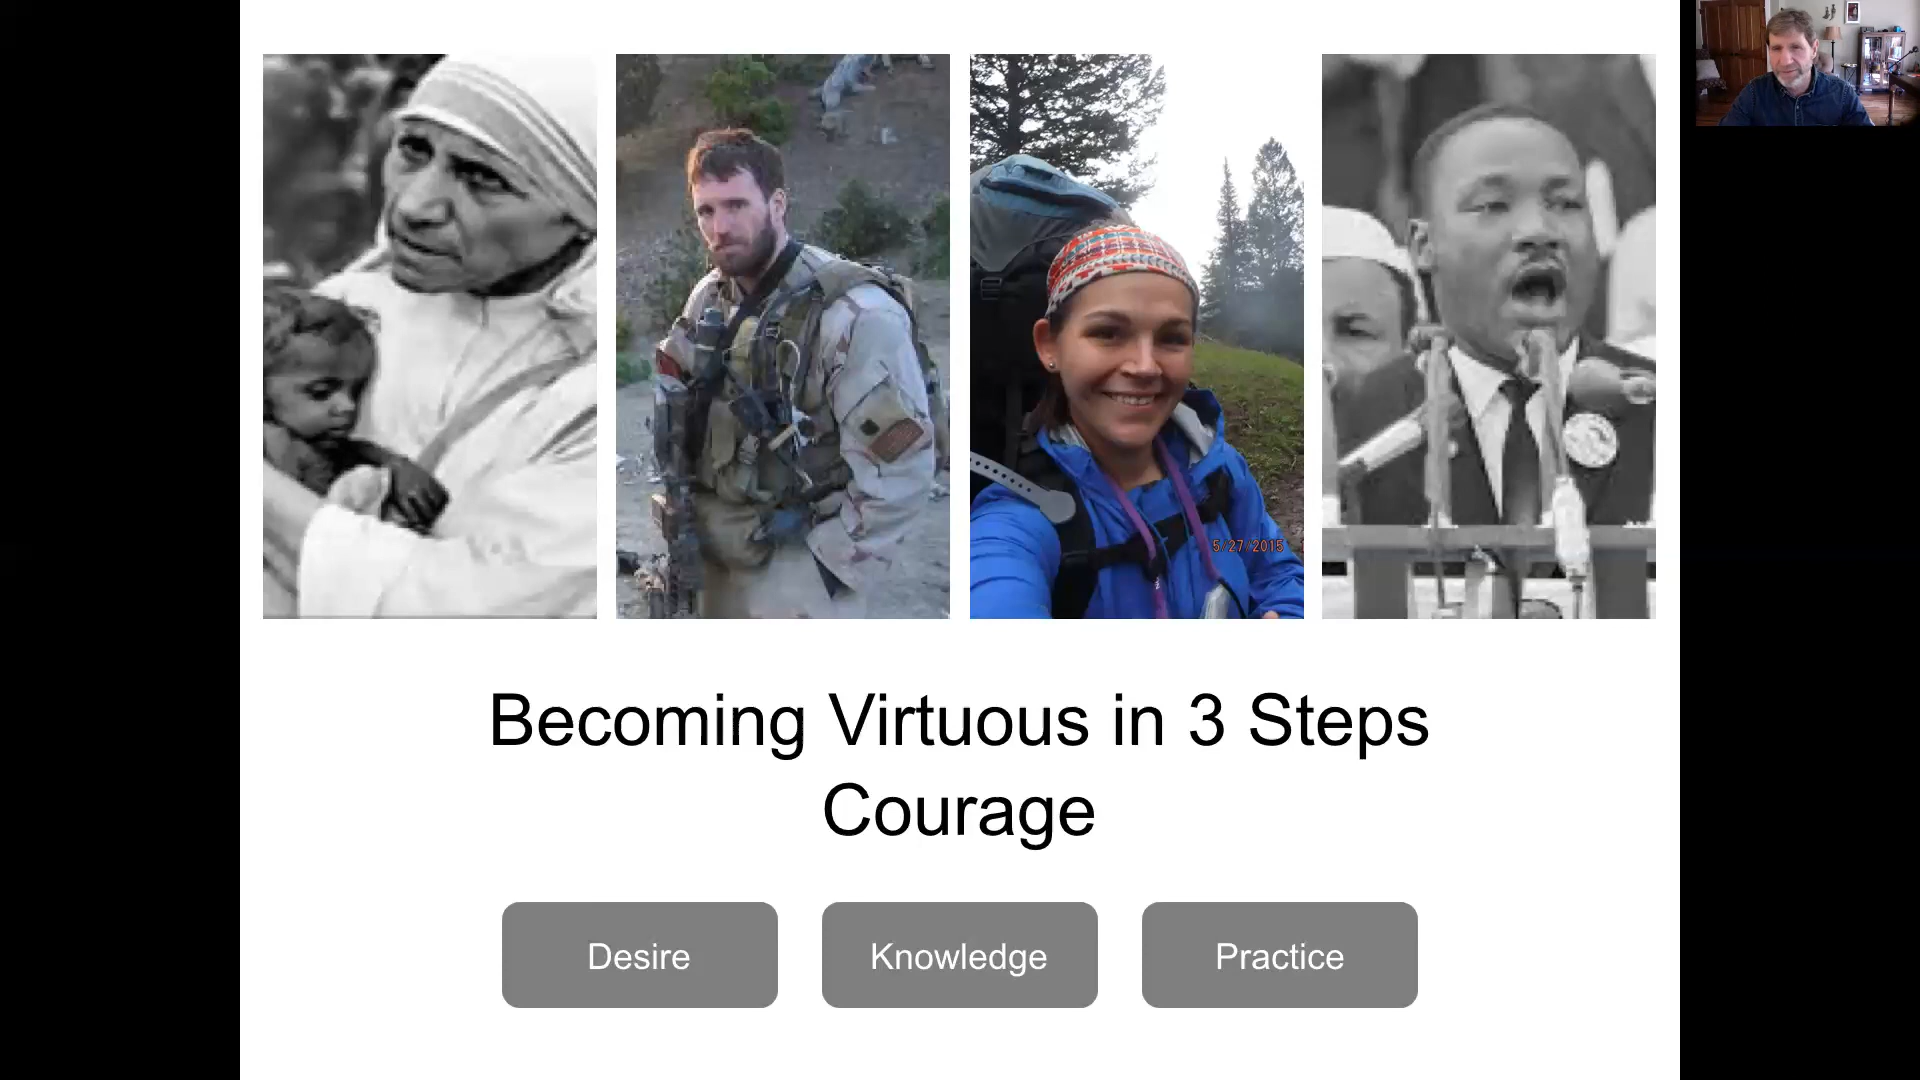 5/27/2015
Becoming Virtuous in 3 Steps
Courage
Desire
Knowledge
Practice